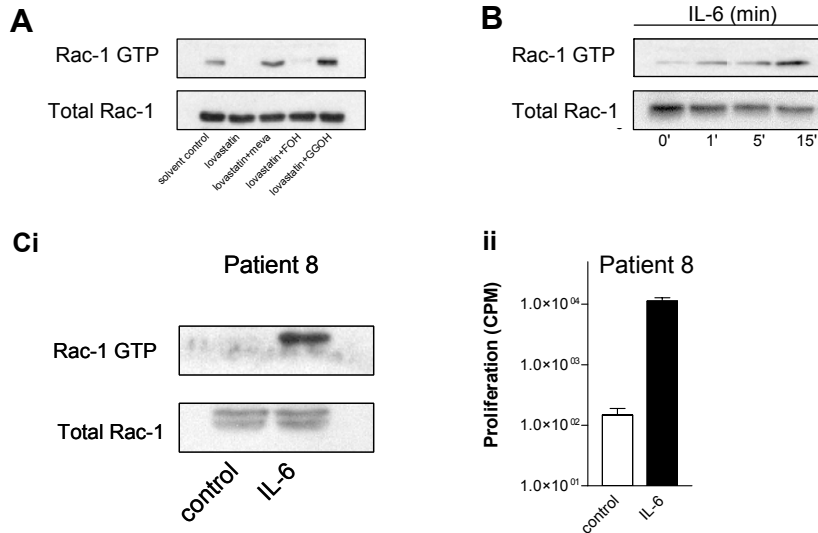 A
Rac-1 GTP
Total Rac-1
solvent control
lovastatin
lovastatin+meva
lovastatin+FOH
lovastatin+GGOH
B
IL-6 (min)
Rac-1 GTP
Total Rac-1
-
0' 1' 5' 15'
Ci
Patient 8
Rac-1 GTP
Total Rac-1
control
IL-6
ii
Patient 8
Proliferation (CPM)
1.0×10⁰⁴
1.0×10⁰³
1.0×10⁰²
1.0×10⁰¹
control
IL-6